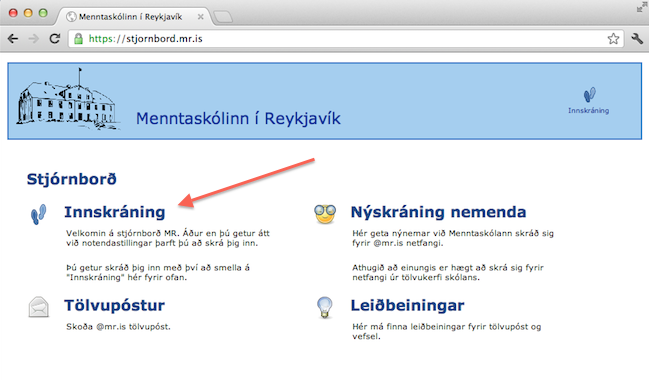 Menntaskólinn í Reykjavík
https://stjornbord.mr.is
Menntaskólinn í Reykjavík
Innskráning
Stjórnborð
Innskráning
Velkomin á stjórnborð MR. Áður en þú getur átt
við notendastillingar þarft þú að skrá þig inn.
Þú getur skráð þig inn með því að smella á
"Innskráning" hér fyrir ofan.
Nýskráning nemenda
Hér geta nýnemar við Menntaskólann skráð sig
fyrir @mr.is netfangi.
Athugið að einungis er hægt að skrá sig fyrir
netfangi úr tölvukerfi skólans.
Tölvupóstur
Skoða @mr.is tölvupóst.
Leiðbeiningar
Hér má finna leiðbeiningar fyrir tölvupóst og
vefsel.